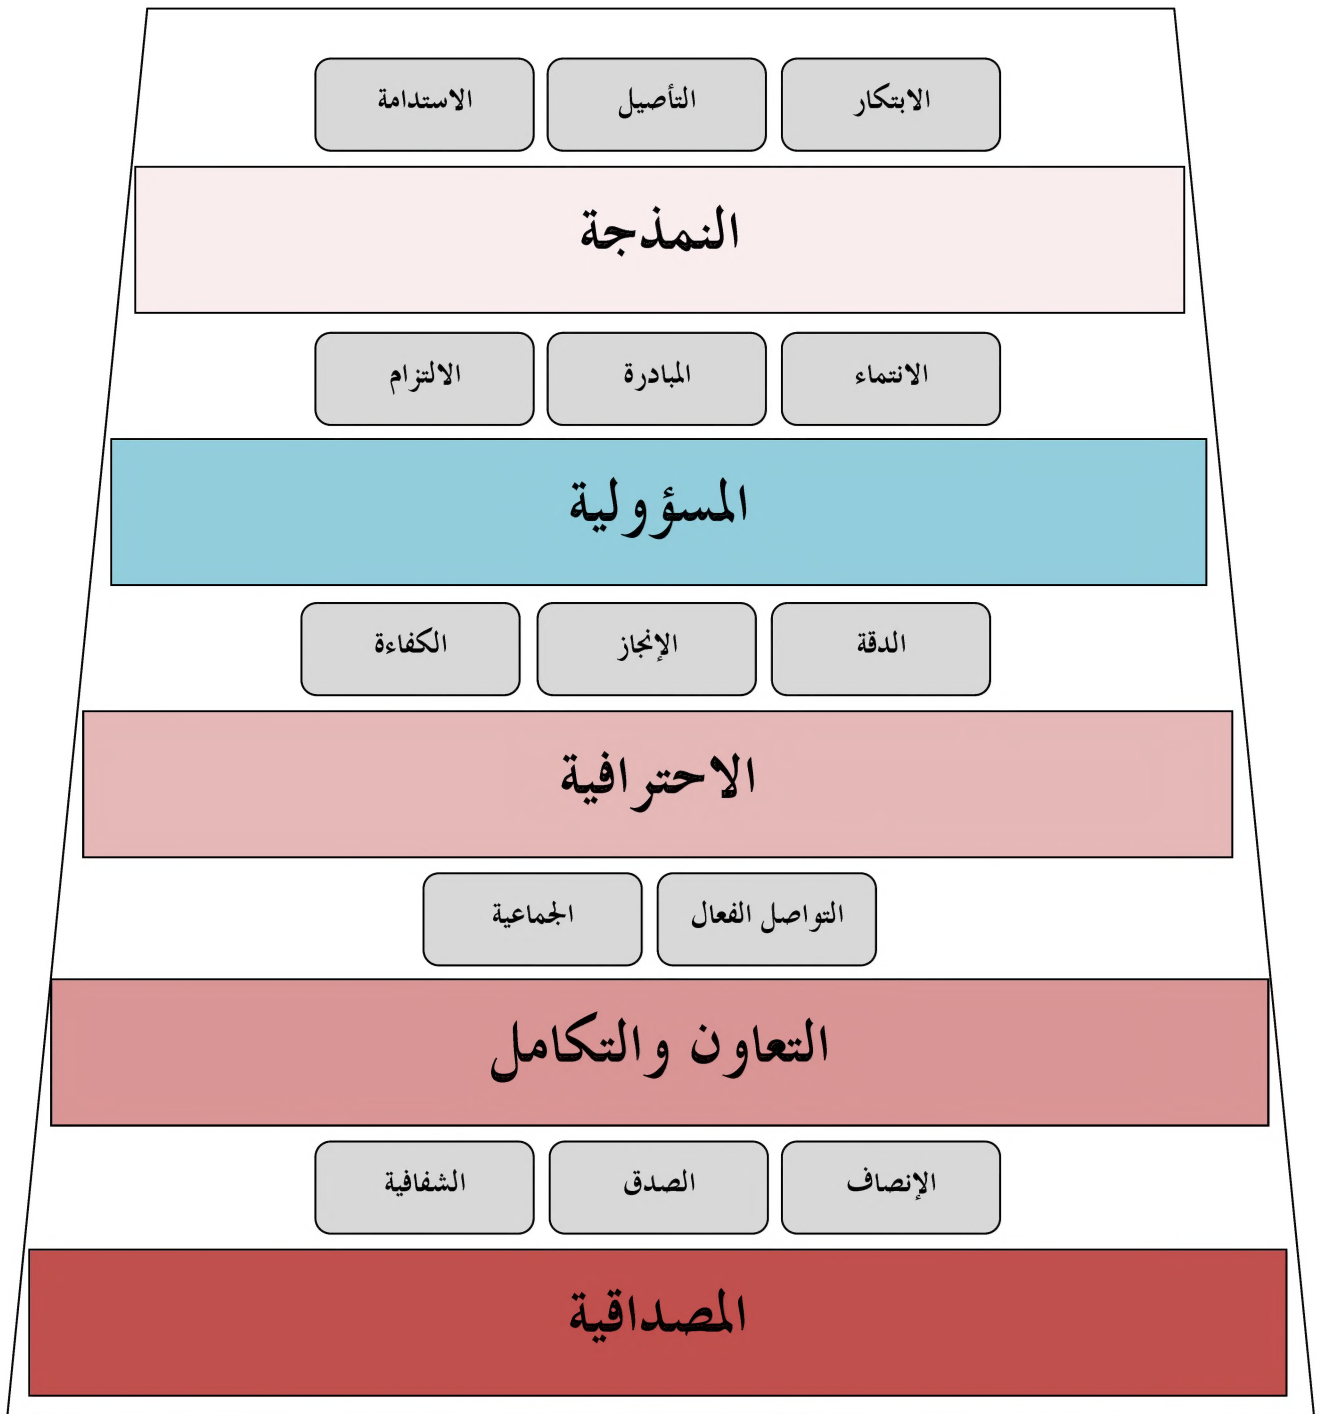 الابتكار التأصيل الاستدامة
النمذجة
الانتماء المبادرة الالتزام
المسؤولية
الدقة الإنجاز الكفاءة
الاحترافية
التواصل الفعال الجماعية
التعاون والتكامل
الإنصاف الصدق الشفافية
المصداقية